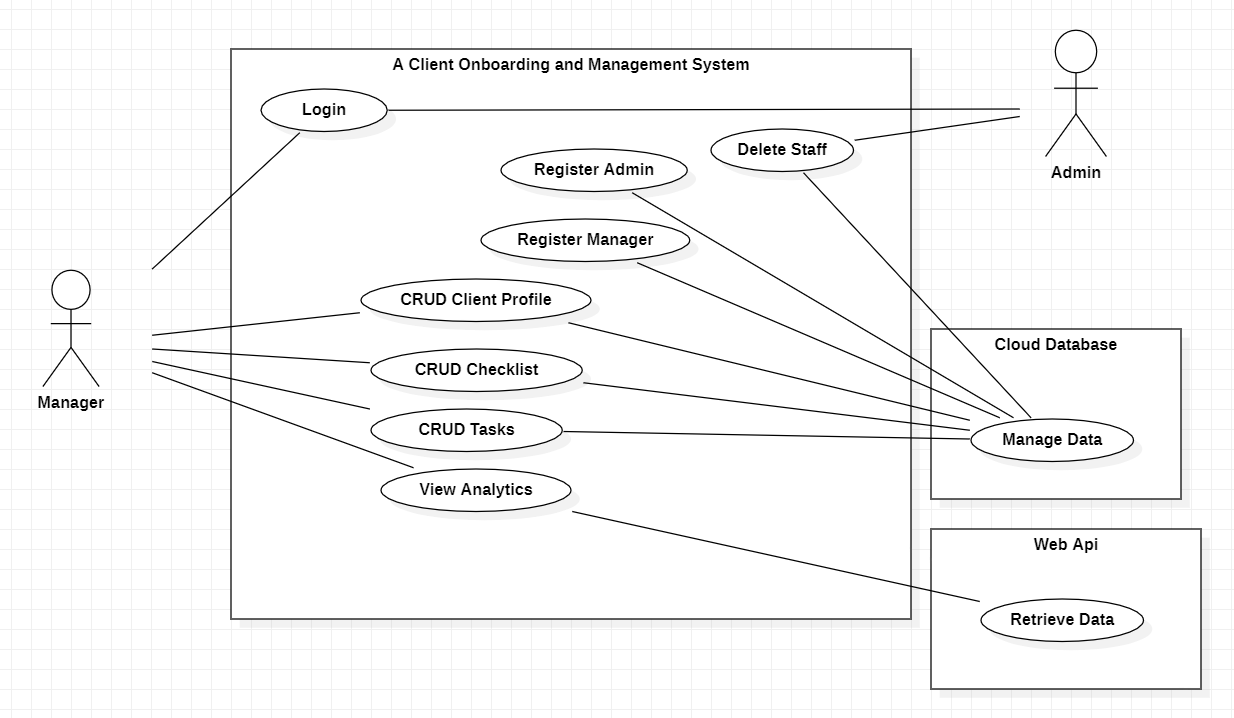 A Client Onboarding and Management System
Login
Delete Staff
Register Admin
Admin
Register Manager
CRUD Client Profile
Cloud Database
CRUD Checklist
Manager
CRUD Tasks
Manage Data
View Analytics
Web Api
Retrieve Data